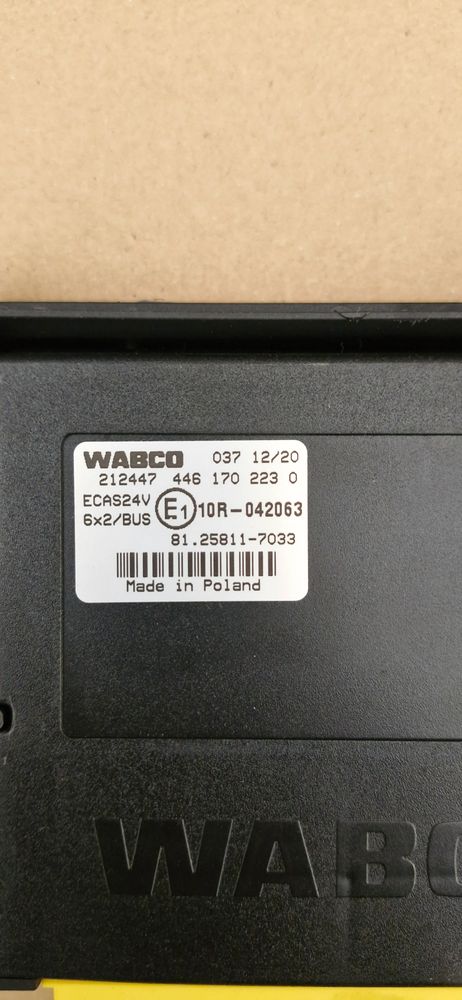 WABCO 037 12/20
212447 446 170 223 0
ECAS24V
6x2/BUS E1 10R-042063
81.25811-7033
Made in Poland
WABC